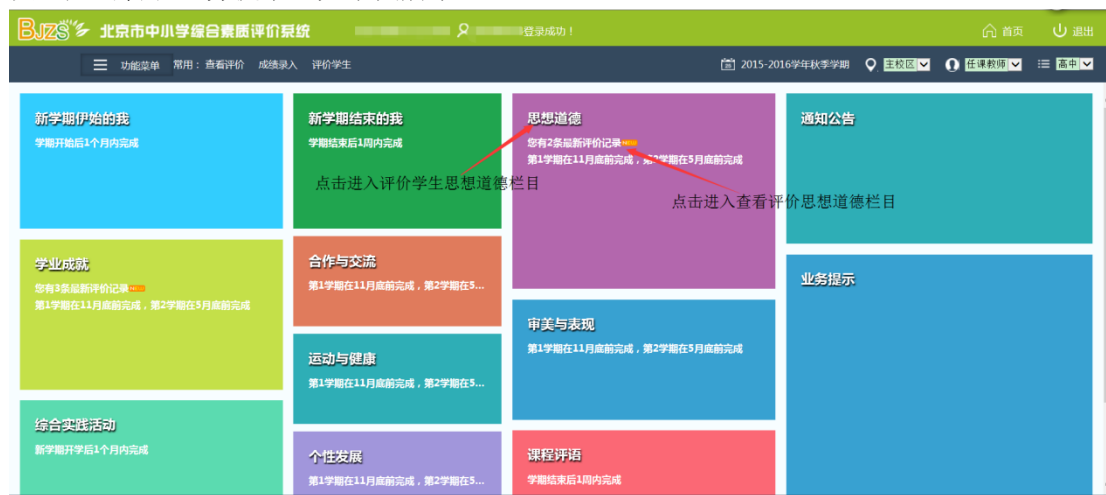 BJZS 北京市中小学综合素质评价系统 登录成功！ 首页 退出
功能菜单 常用：查看评价 成绩录入 评价学生 2015-2016学年秋季学期 主校区 任课教师 高中
新学期伊始的我
学期开始后1个月内完成
新学期结束的我
学期结束后1周内完成
思想道德
您有2条最新评价记录
第1学期在11月底前完成，第2学期在5月底前完成
通知公告
点击进入评价学生思想道德栏目
点击进入查看评价思想道德栏目
学业成就
您有3条最新评价记录
第1学期在11月底前完成，第2学期在5月底前完成
合作与交流
第1学期在11月底前完成，第2学期在5...
业务提示
审美与表现
第1学期在11月底前完成，第2学期在5月底前完成
运动与健康
第1学期在11月底前完成，第2学期在5...
综合实践活动
新学期开学后1个月内完成
个性发展
第1学期在11月底前完成，第2学期在5...
课程评语
学期结束后1周内完成